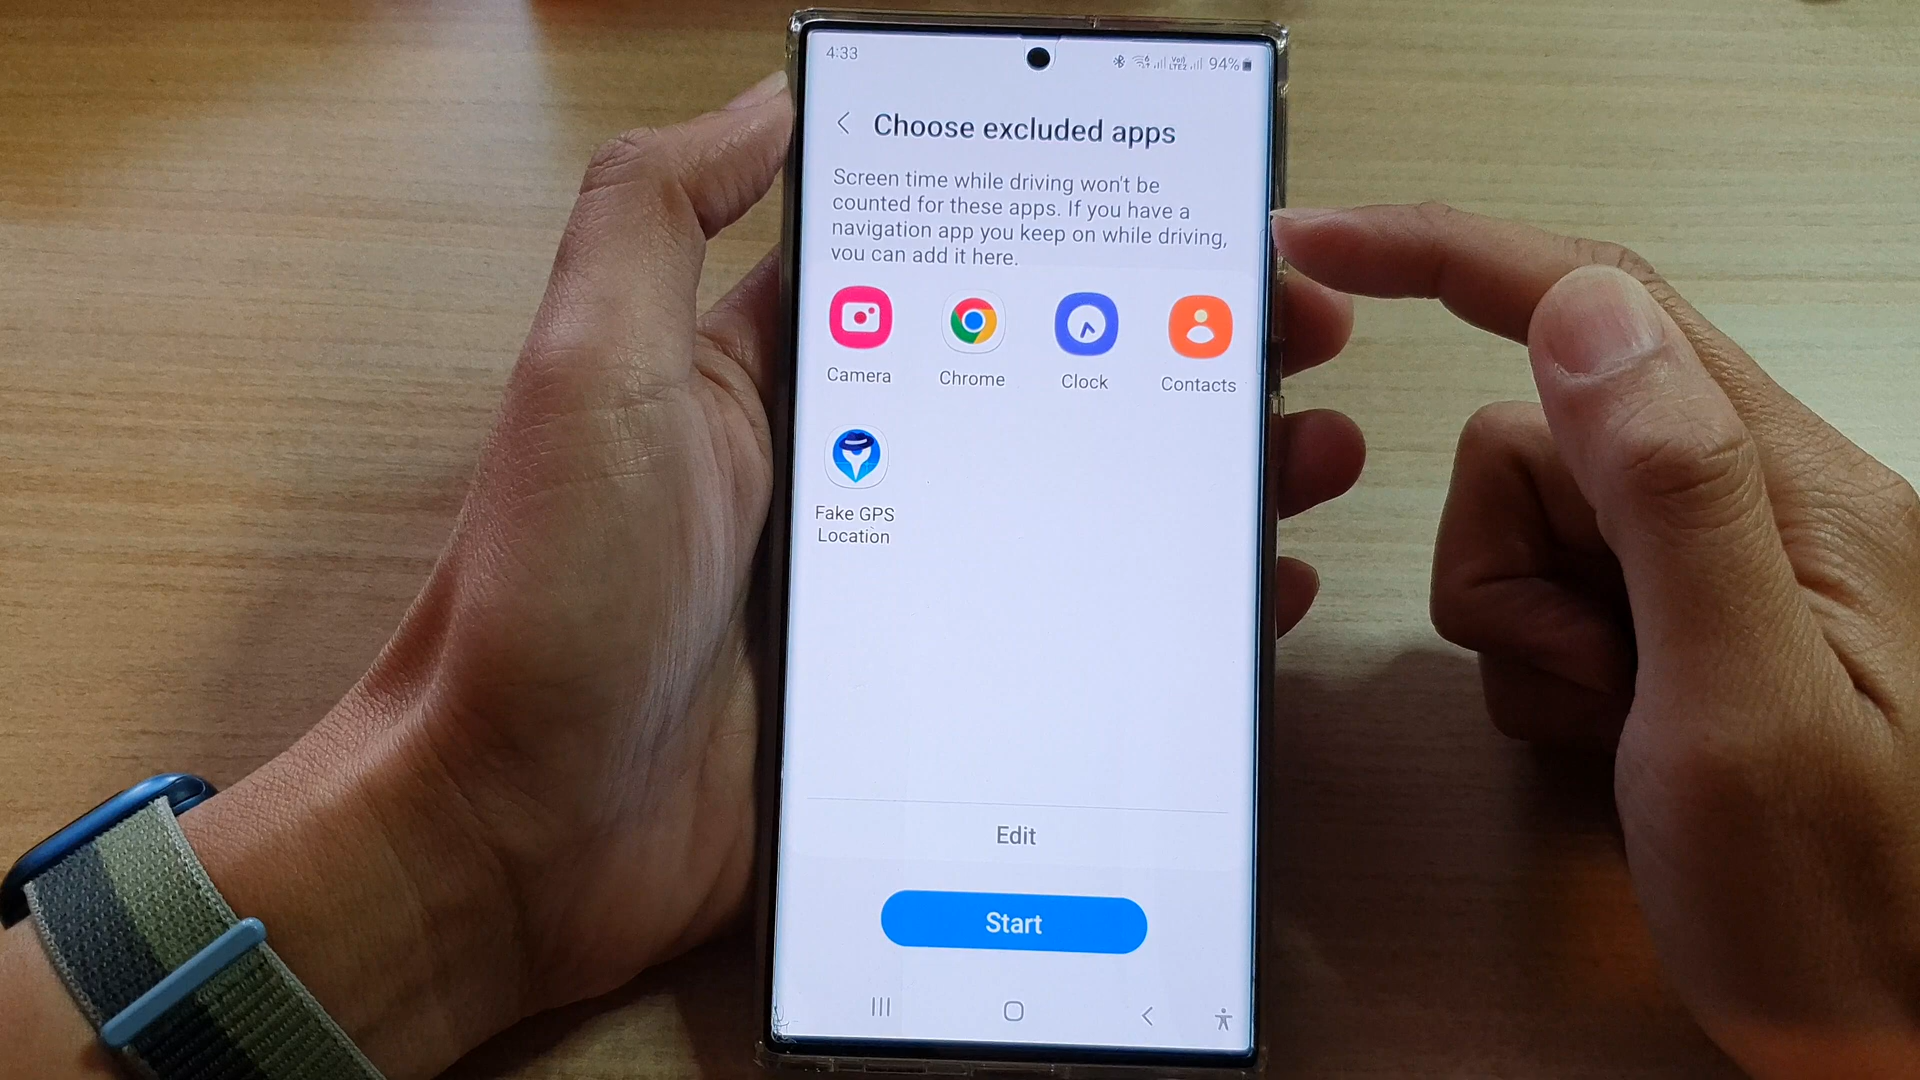 4:33
Vo)) LTE2 94%
Choose excluded apps
Screen time while driving won't be
counted for these apps. If you have a
navigation app you keep on while driving,
you can add it here.
Camera
Chrome
Clock
Contacts
Fake GPS
Location
Edit
Start